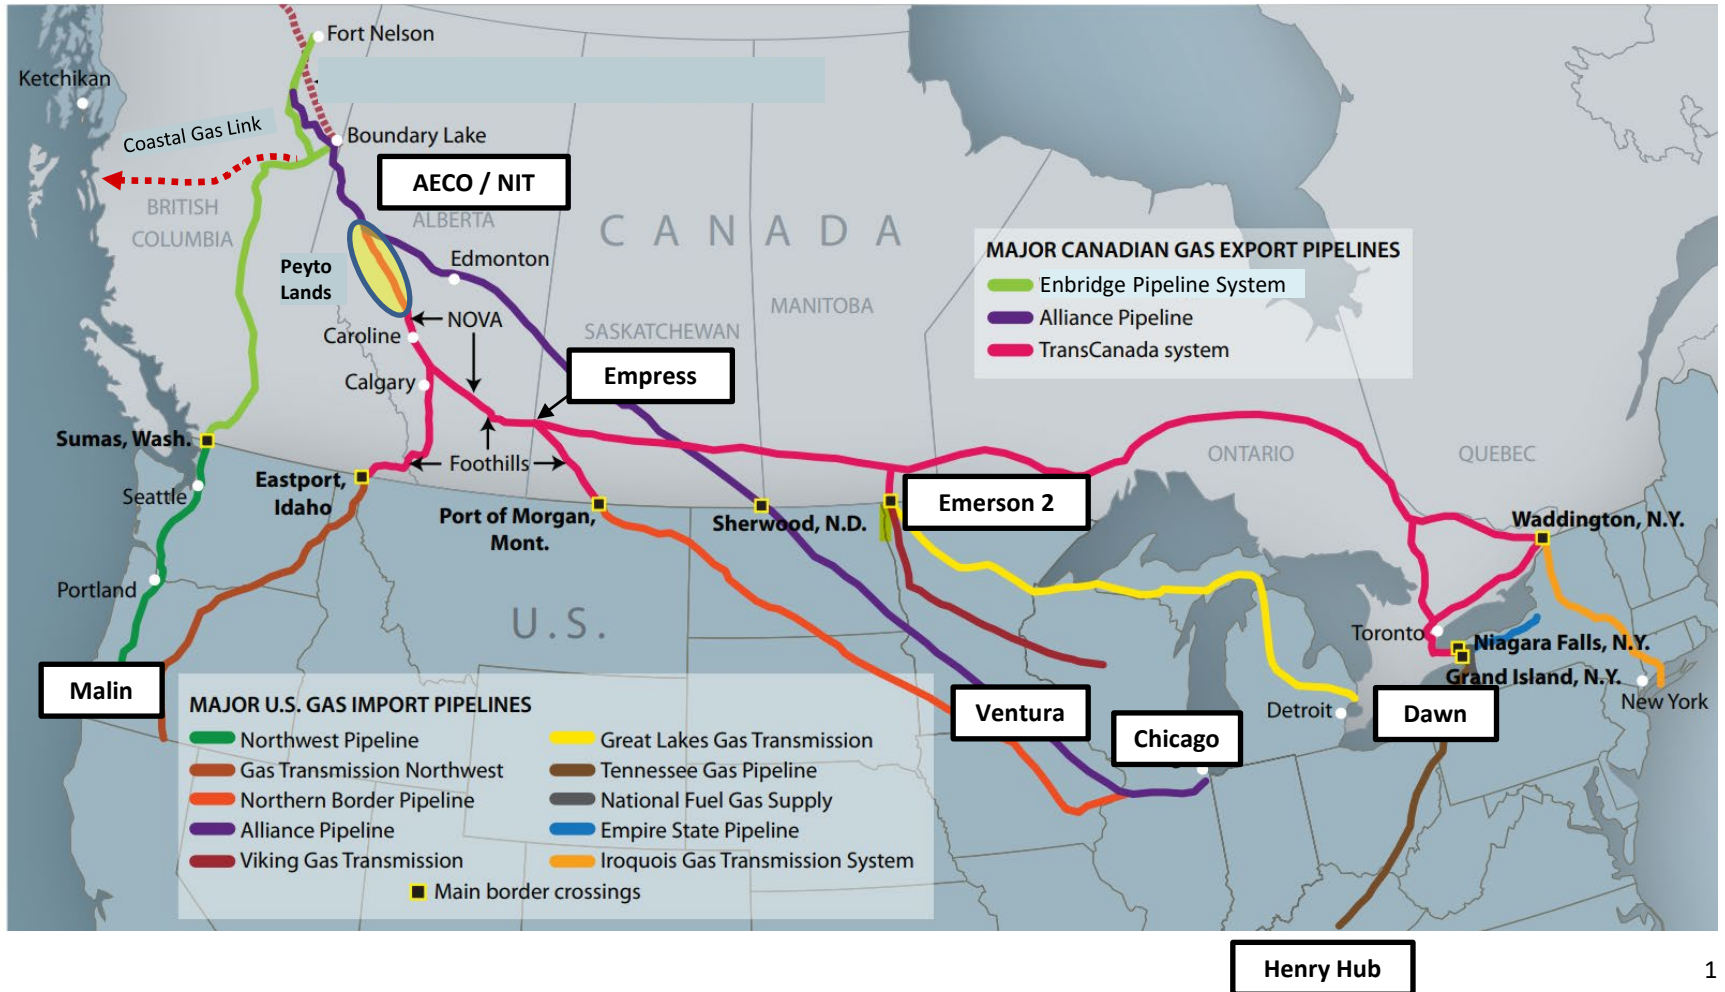 Fort Nelson
Ketchikan
Coastal Gas Link
Boundary Lake
AECO / NIT
BRITISH
COLUMBIA
ALBERTA
CANADA
Peyto
Lands
Edmonton
MANITOBA
SASKATCHEWAN
NOVA
Caroline
Calgary
Empress
MAJOR CANADIAN GAS EXPORT PIPELINES
Enbridge Pipeline System
Alliance Pipeline
TransCanada system
Sumas, Wash.
Seattle
Portland
Eastport,
Idaho
Foothills
Port of Morgan,
Mont.
Sherwood, N.D.
Emerson 2
ONTARIO
QUEBEC
Waddington, N.Y.
U.S.
Toronto
Niagara Falls, N.Y.
Grand Island, N.Y.
New York
Detroit
Dawn
Malin
Ventura
Chicago
MAJOR U.S. GAS IMPORT PIPELINES
Northwest Pipeline
Gas Transmission Northwest
Northern Border Pipeline
Alliance Pipeline
Viking Gas Transmission
Great Lakes Gas Transmission
Tennessee Gas Pipeline
National Fuel Gas Supply
Empire State Pipeline
Iroquois Gas Transmission System
Main border crossings
Henry Hub
1